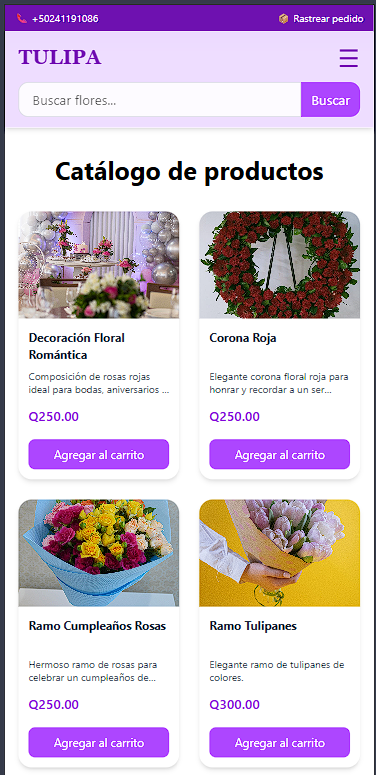 +50241191086
Rastrear pedido
TULIPA
Buscar flores...
Buscar
Catálogo de productos
Decoración Floral
Romántica
Composición de rosas rojas
ideal para bodas, aniversarios ...
Q250.00
Agregar al carrito
Corona Roja
Elegante corona floral roja para
honrar y recordar a un ser...
Q250.00
Agregar al carrito
Ramo Cumpleaños Rosas
Hermoso ramo de rosas para
celebrar un cumpleaños de...
Q250.00
Agregar al carrito
Ramo Tulipanes
Elegante ramo de tulipanes de
colores.
Q300.00
Agregar al carrito